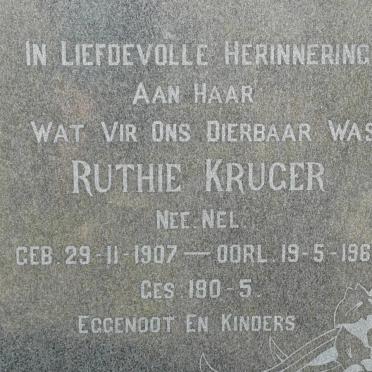 IN LIEFDEVOLLE HERINNERING
AAN HAAR
WAT VIR ONS DIERBAAR WAS
RUTHIE KRUGER
NEE. NEL.
GEB. 29-11-1907 — OORL. 19-5-196
GES. 190-5.
EGGENOOT EN KINDERS